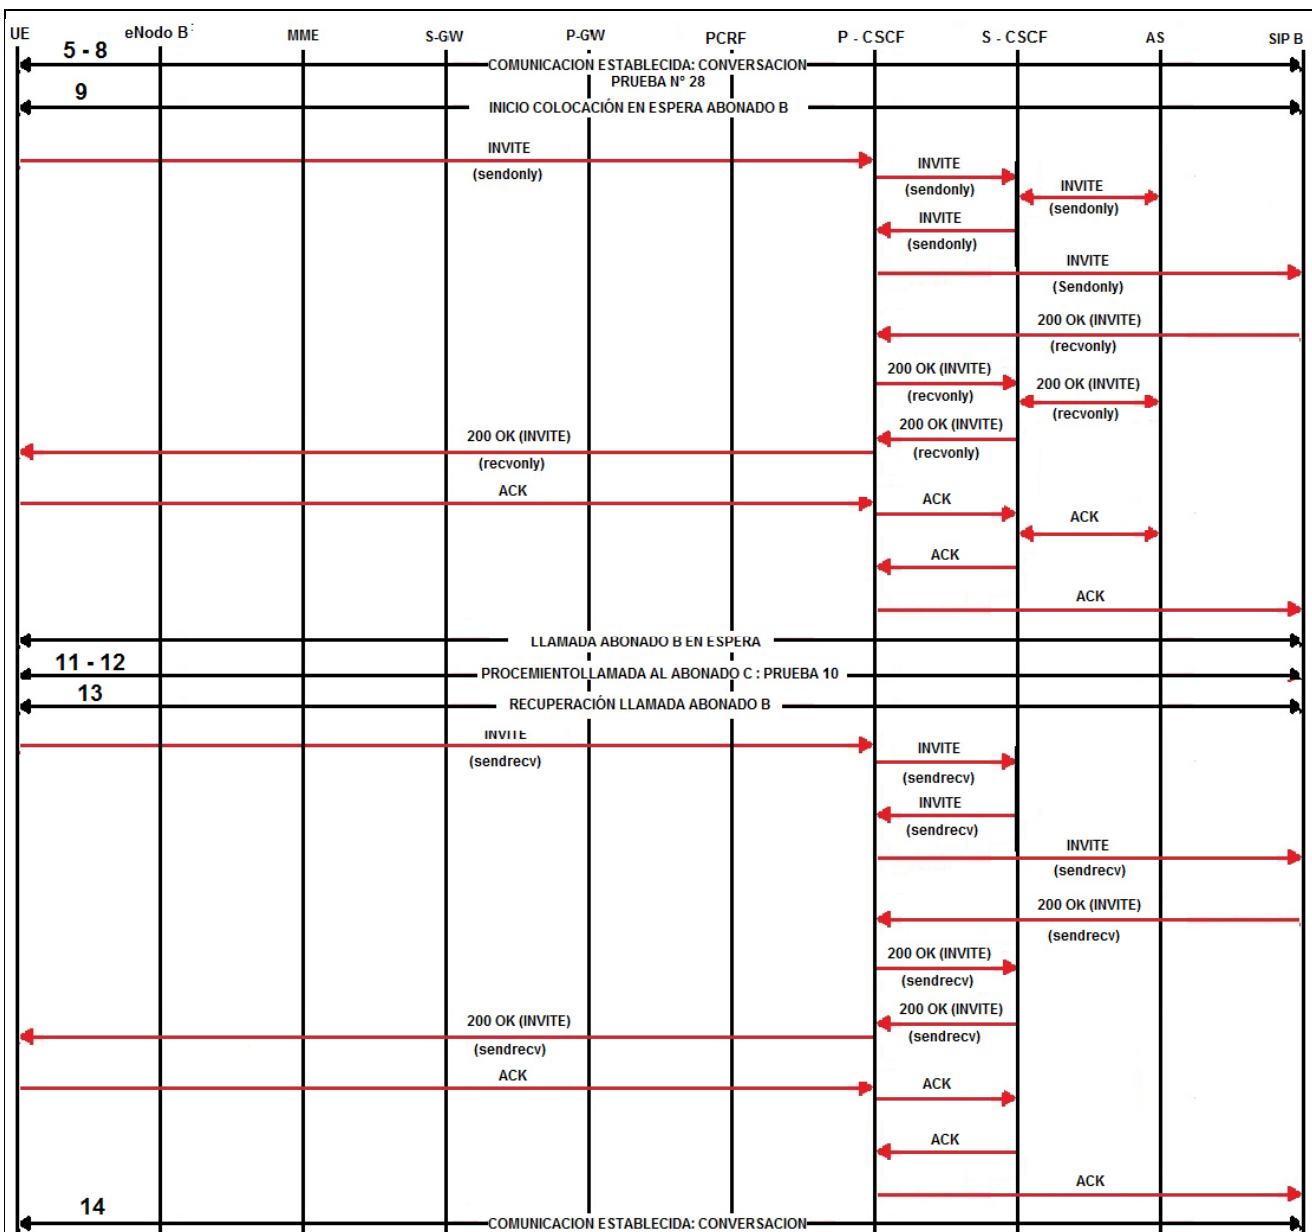 UE
eNodo B :
MME
S-GW
P-GW
PCRF
P - CSCF
S - CSCF
AS
SIP B
5 - 8
COMUNICACION ESTABLECIDA: CONVERSACION
PRUEBA Nº 28
9
INICIO COLOCACIÓN EN ESPERA ABONADO B
INVITE
(sendonly)
INVITE
(sendonly)
INVITE
(sendonly)
INVITE
(sendonly)
INVITE
(Sendonly)
200 OK (INVITE)
(recvonly)
200 OK (INVITE)
(recvonly)
200 OK (INVITE)
(recvonly)
200 OK (INVITE)
(recvonly)
200 OK (INVITE)
(recvonly)
ACK
ACK
ACK
ACK
ACK
LLAMADA ABONADO B EN ESPERA
11 - 12
PROCEMIENTOLLAMADA AL ABONADO C : PRUEBA 10
13
RECUPERACIÓN LLAMADA ABONADO B
INVITE
(sendrecv)
INVITE
(sendrecv)
INVITE
(sendrecv)
INVITE
(sendrecv)
200 OK (INVITE)
(sendrecv)
200 OK (INVITE)
(sendrecv)
200 OK (INVITE)
(sendrecv)
200 OK (INVITE)
(sendrecv)
ACK
ACK
ACK
ACK
14
COMUNICACION ESTABLECIDA: CONVERSACION